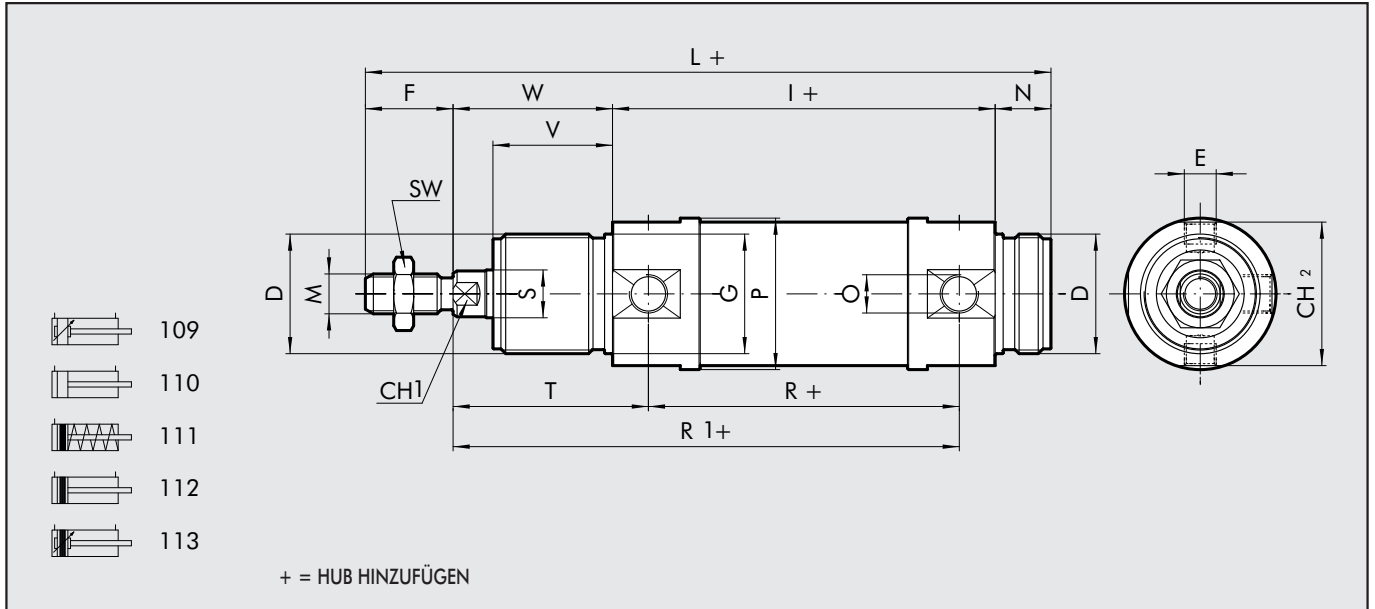 L +
F
W
I +
N
V
E
SW
D
M
S
G
P
O
D
CH 2
109
110
111
112
113
CH1
T
R +
R 1+
+ = HUB HINZUFÜGEN